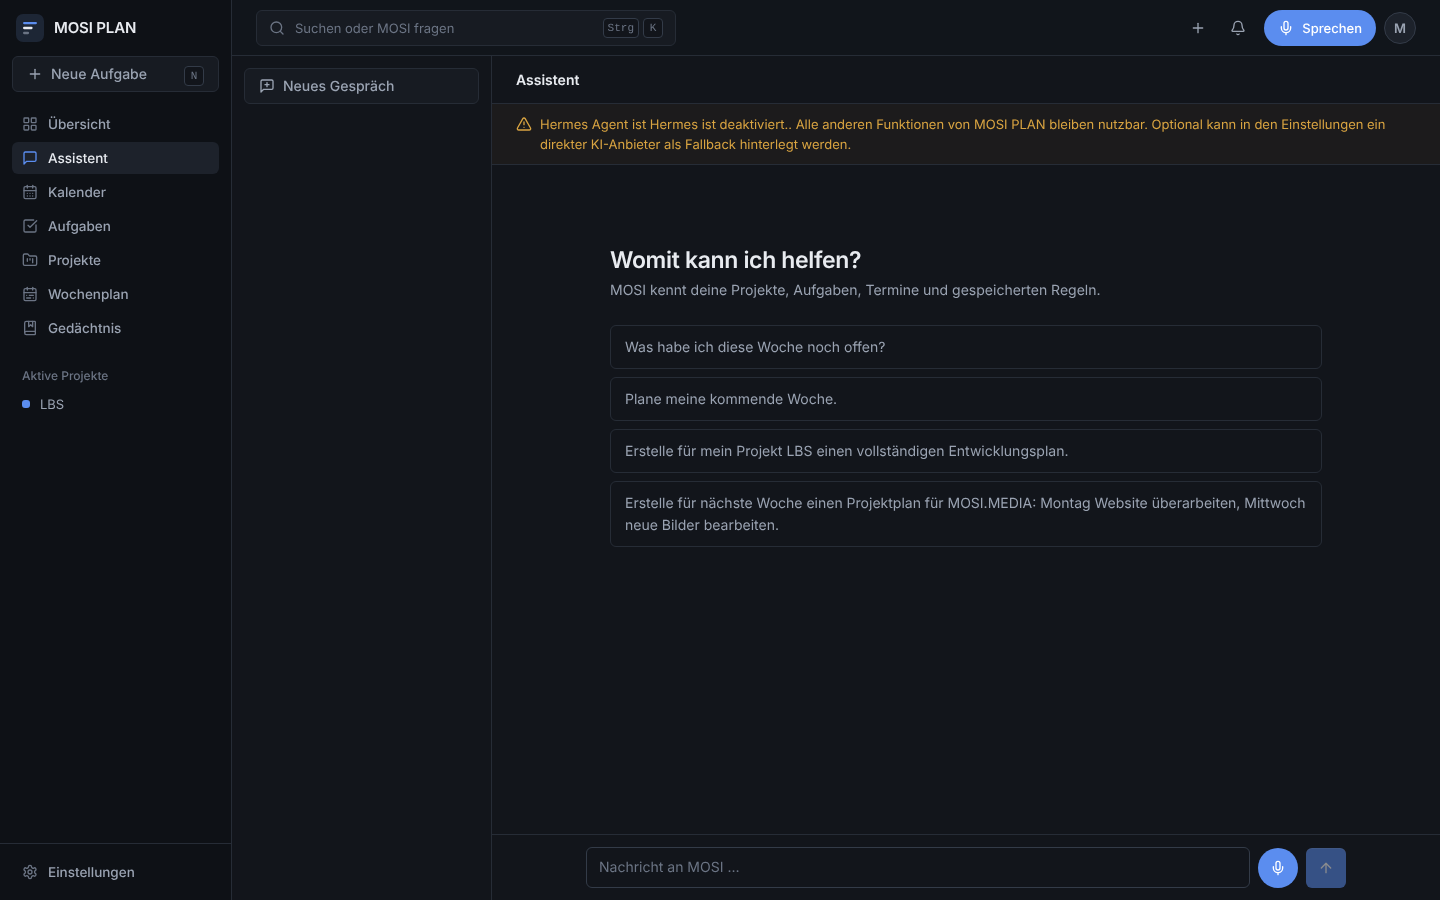 MOSI PLAN
Neue Aufgabe N
Übersicht
Assistent
Kalender
Aufgaben
Projekte
Wochenplan
Gedächtnis
Aktive Projekte
LBS
Einstellungen
Suchen oder MOSI fragen Strg K
Sprechen
M
Neues Gespräch
Assistent
Hermes Agent ist Hermes ist deaktiviert.. Alle anderen Funktionen von MOSI PLAN bleiben nutzbar. Optional kann in den Einstellungen ein
direkter KI-Anbieter als Fallback hinterlegt werden.
Womit kann ich helfen?
MOSI kennt deine Projekte, Aufgaben, Termine und gespeicherten Regeln.
Was habe ich diese Woche noch offen?
Plane meine kommende Woche.
Erstelle für mein Projekt LBS einen vollständigen Entwicklungsplan.
Erstelle für nächste Woche einen Projektplan für MOSI.MEDIA: Montag Website überarbeiten, Mittwoch
neue Bilder bearbeiten.
Nachricht an MOSI ...